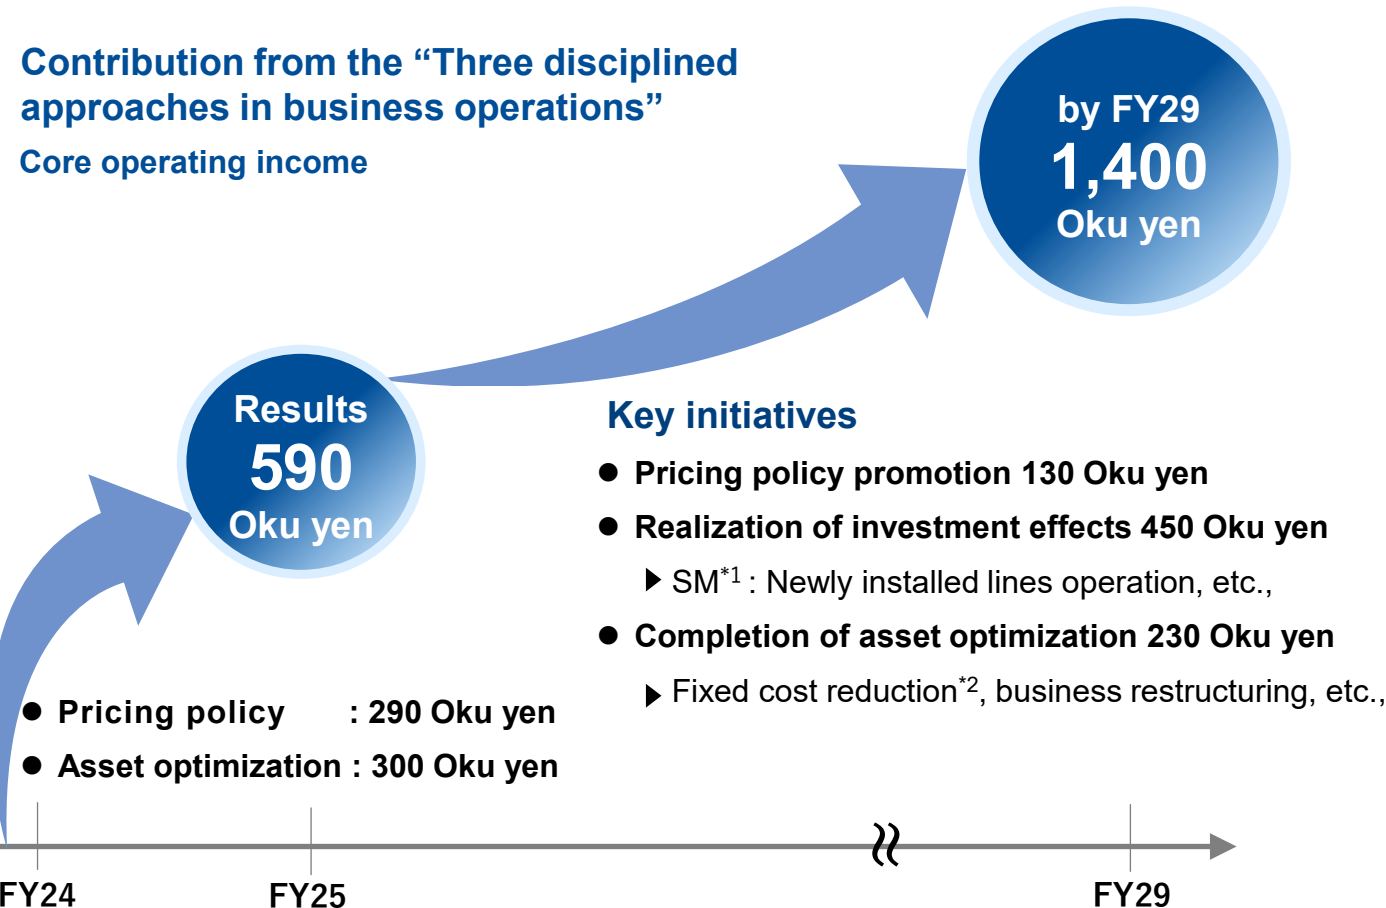 Contribution from the “Three disciplined
approaches in business operations”
Core operating income
by FY29
1,400
Oku yen
Results
590
Oku yen
Key initiatives
● Pricing policy promotion 130 Oku yen
● Realization of investment effects 450 Oku yen
▶ SM*1 : Newly installed lines operation, etc.,
● Completion of asset optimization 230 Oku yen
▶ Fixed cost reduction*2, business restructuring, etc.,
● Pricing policy : 290 Oku yen
● Asset optimization : 300 Oku yen
FY24 FY25 FY29